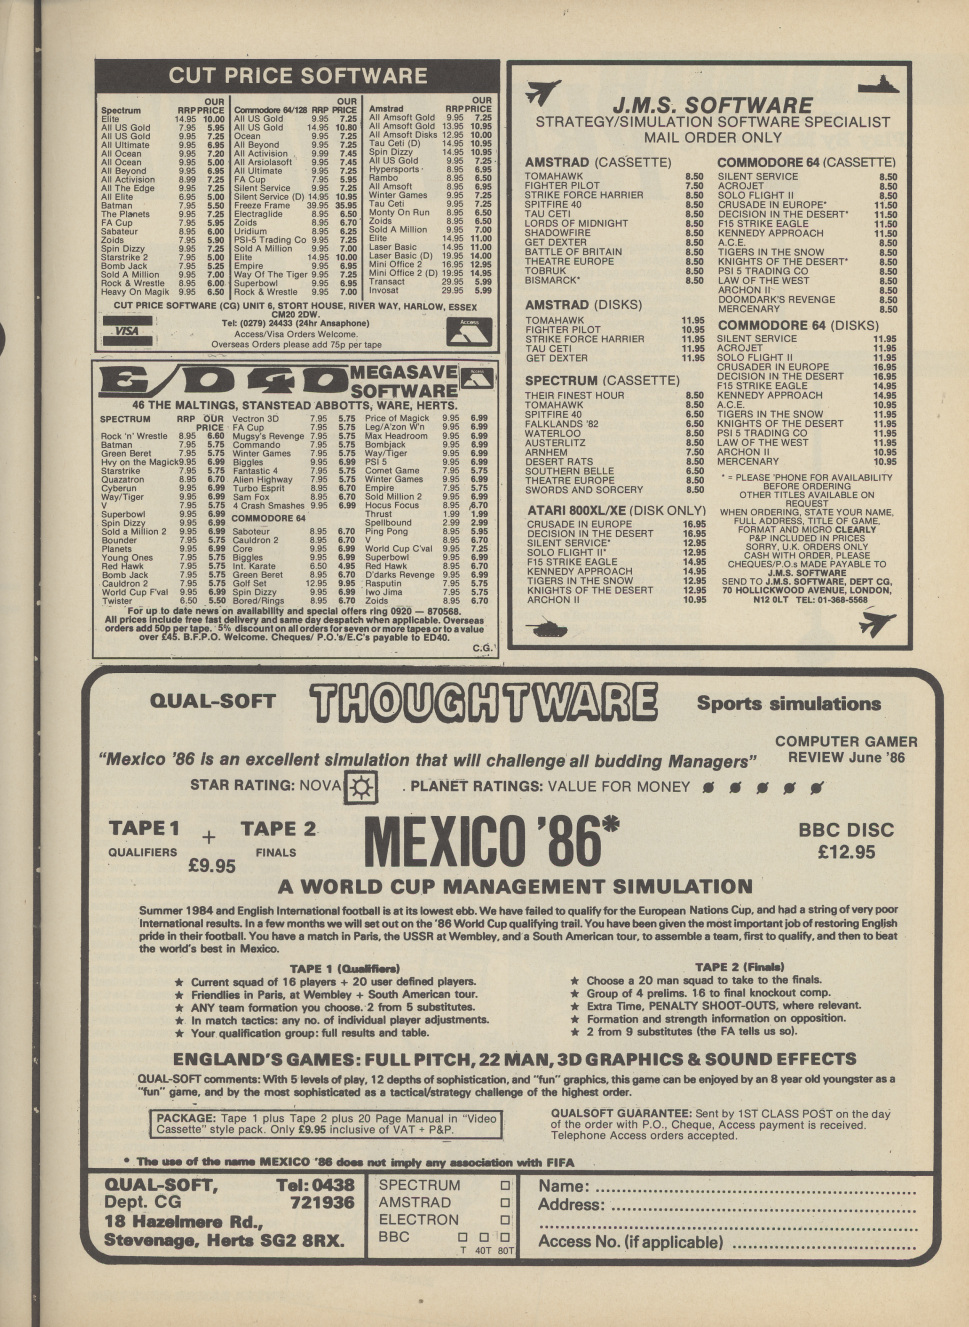 CUT PRICE SOFTWARE
Spectrum RRP OUR PRICE
Elite 14.95 10.00
All US Gold 7.95 5.95
All US Gold 9.95 7.25
All Ultimate 9.95 6.95
All Ocean 9.95 7.20
All Ocean 6.95 5.00
All Beyond 9.95 6.95
All Activision 8.99 7.25
All The Edge 9.95 7.25
All Elite 6.95 5.00
Batman 7.95 5.50
The Planets 9.95 7.25
FA Cup 7.95 5.95
Sabateur 8.95 6.00
Zoids 7.95 5.90
Spin Dizzy 9.95 7.25
Starstrike 2 7.95 5.00
Bomb Jack 7.95 5.25
Sold A Million 9.95 7.00
Rock & Wrestle 8.95 6.00
Heavy On Magik 9.95 6.50
Commodore 64/128 RRP OUR PRICE
All US Gold 9.95 7.25
All US Gold 14.95 10.80
All Ocean 9.95 7.25
All Beyond 9.95 7.25
All Activision 9.99 7.45
All Arsiolasoft 9.95 7.45
All Ultimate 9.95 7.25
FA Cup 7.95 5.95
Silent Service 9.95 7.25
Silent Service (D) 14.95 10.95
Freeze Frame 39.95 35.95
Electraglide 8.95 6.50
Zoids 8.95 6.70
Uridium 8.95 6.25
PSI-5 Trading Co 9.95 7.25
Sold A Million 9.95 7.00
Elite 14.95 10.00
Empire 9.95 6.95
Way Of The Tiger 9.95 7.25
Superbowl 9.95 6.95
Rock & Wrestle 9.95 7.00
Amstrad RRP OUR PRICE
All Amsoft Gold 9.95 7.25
All Amsoft Gold 13.95 10.95
All Amsoft Disks 12.95 10.00
Tau Ceti (D) 14.95 10.95
Spin Dizzy 14.95 10.95
All US Gold 9.95 7.25
Hypersports 8.95 6.95
Rambo 8.95 6.50
All Amsoft 8.95 6.95
Winter Games 9.95 7.25
Tau Ceti 9.95 7.25
Monty On Run 8.95 6.50
Zoids 8.95 6.50
Sold A Million 9.95 7.00
Elite 14.95 11.00
Laser Basic 14.95 11.00
Laser Basic (D) 19.95 14.00
Mini Office 2 16.95 12.95
Mini Office 2 (D) 19.95 14.95
Transact 29.95 5.99
Invosat 29.95 5.99
CUT PRICE SOFTWARE (CG) UNIT 6, STORT HOUSE, RIVER WAY, HARLOW, ESSEX
CM20 2DW.
Tel: (0279) 24433 (24hr Ansaphone)
Access/Visa Orders Welcome.
Overseas Orders please add 75p per tape
VISA
Access
E/D 40 MEGASAVE
SOFTWARE
46 THE MALTINGS, STANSTEAD ABBOTTS, WARE, HERTS.
SPECTRUM RRP OUR PRICE
Rock 'n' Wrestle 8.95 6.60
Batman 7.95 5.75
Green Beret 7.95 5.75
Hvy on the Magick 9.95 6.99
Starstrike 7.95 5.75
Quazatron 8.95 6.70
Cyberun 9.95 6.99
Way/Tiger 9.95 6.99
V 7.95 5.75
Superbowl 9.95 6.99
Spin Dizzy 9.95 6.99
Sold a Million 2 9.95 6.99
Bounder 7.95 5.75
Planets 9.95 6.99
Young Ones 7.95 5.75
Red Hawk 7.95 5.75
Bomb Jack 7.95 5.75
Cauldron 2 7.95 5.75
World Cup F'val 9.95 6.99
Twister 6.50 5.50
Vectron 3D 7.95 5.75
FA Cup 7.95 5.75
Mugsy's Revenge 7.95 5.75
Commando 7.95 5.75
Winter Games 7.95 5.75
Biggles 9.95 6.99
Fantastic 4 7.95 5.75
Alien Highway 7.95 5.75
Turbo Esprit 8.95 6.70
Sam Fox 8.95 6.70
4 Crash Smashes 9.95 6.99
COMMODORE 64
Saboteur 8.95 6.70
Cauldron 2 8.95 6.70
Core 9.95 6.99
Biggles 9.95 6.99
Int. Karate 6.50 4.95
Green Beret 8.95 6.70
Golf Set 12.95 9.95
Spin Dizzy 9.95 6.99
Bored/Rings 8.95 6.70
Price of Magick 9.95 6.99
Leg/A'zon W'n 9.95 6.99
Max Headroom 9.95 6.99
Bombjack 9.95 6.99
Way/Tiger 9.95 6.99
PSI 5 9.95 6.99
Comet Game 7.95 5.75
Winter Games 9.95 6.99
Empire 7.95 5.75
Sold Million 2 9.95 6.99
Hocus Focus 8.95 6.70
Thrust 1.99 1.99
Spellbound 2.99 2.99
Ping Pong 8.95 5.95
V 8.95 6.70
World Cup C'val 9.95 7.25
Superbowl 9.95 6.99
Red Hawk 8.95 6.70
D'darks Revenge 9.95 6.99
Rasputin 7.95 5.75
Iwo Jima 7.95 5.75
Zoids 8.95 6.70
For up to date news on availability and special offers ring 0920 — 870568.
All prices include free fast delivery and same day despatch when applicable. Overseas
orders add 50p per tape. 5% discount on all orders for seven or more tapes or to a value
over £45. B.F.P.O. Welcome. Cheques/ P.O.'s/E.C's payable to ED40.
C.G.
J.M.S. SOFTWARE
STRATEGY/SIMULATION SOFTWARE SPECIALIST
MAIL ORDER ONLY
AMSTRAD (CASSETTE)
TOMAHAWK 8.50
FIGHTER PILOT 7.50
STRIKE FORCE HARRIER 8.50
SPITFIRE 40 8.50
TAU CETI 8.50
LORDS OF MIDNIGHT 8.50
SHADOWFIRE 8.50
GET DEXTER 8.50
BATTLE OF BRITAIN 8.50
THEATRE EUROPE 8.50
TOBRUK 8.50
BISMARCK* 8.50
AMSTRAD (DISKS)
TOMAHAWK 11.95
FIGHTER PILOT 10.95
STRIKE FORCE HARRIER 11.95
TAU CETI 11.95
GET DEXTER 11.95
SPECTRUM (CASSETTE)
THEIR FINEST HOUR 8.50
TOMAHAWK 8.50
SPITFIRE 40 6.50
FALKLANDS '82 6.50
WATERLOO 8.50
AUSTERLITZ 8.50
ARNHEM 7.50
DESERT RATS 8.50
SOUTHERN BELLE 6.50
THEATRE EUROPE 8.50
SWORDS AND SORCERY 8.50
ATARI 800XL/XE (DISK ONLY)
CRUSADE IN EUROPE 16.95
DECISION IN THE DESERT 16.95
SILENT SERVICE* 12.95
SOLO FLIGHT II* 12.95
F15 STRIKE EAGLE 14.95
KENNEDY APPROACH 14.95
TIGERS IN THE SNOW 12.95
KNIGHTS OF THE DESERT 12.95
ARCHON II 10.95
COMMODORE 64 (CASSETTE)
SILENT SERVICE 8.50
ACROJET 8.50
SOLO FLIGHT II 8.50
CRUSADE IN EUROPE* 11.50
DECISION IN THE DESERT* 11.50
F15 STRIKE EAGLE 11.50
KENNEDY APPROACH 11.50
A.C.E. 8.50
TIGERS IN THE SNOW 8.50
KNIGHTS OF THE DESERT* 8.50
PSI 5 TRADING CO 8.50
LAW OF THE WEST 8.50
ARCHON II 8.50
DOOMDARK'S REVENGE 8.50
MERCENARY 8.50
COMMODORE 64 (DISKS)
SILENT SERVICE 11.95
ACROJET 11.95
SOLO FLIGHT II 11.95
CRUSADER IN EUROPE 16.95
DECISION IN THE DESERT 16.95
F15 STRIKE EAGLE 14.95
KENNEDY APPROACH 14.95
A.C.E. 10.95
TIGERS IN THE SNOW 11.95
KNIGHTS OF THE DESERT 11.95
PSI 5 TRADING CO 11.95
LAW OF THE WEST 11.95
ARCHON II 10.95
MERCENARY 10.95
* = PLEASE 'PHONE FOR AVAILABILITY
BEFORE ORDERING
OTHER TITLES AVAILABLE ON
REQUEST
WHEN ORDERING, STATE YOUR NAME,
FULL ADDRESS, TITLE OF GAME,
FORMAT AND MICRO CLEARLY
P&P INCLUDED IN PRICES
SORRY, U.K. ORDERS ONLY
CASH WITH ORDER, PLEASE
CHEQUES/P.O.s MADE PAYABLE TO
J.M.S. SOFTWARE
SEND TO J.M.S. SOFTWARE, DEPT CG,
70 HOLLICKWOOD AVENUE, LONDON,
N12 0LT TEL: 01-368-5568
QUAL-SOFT THOUGHTWARE Sports simulations
"Mexico '86 is an excellent simulation that will challenge all budding Managers"
COMPUTER GAMER
REVIEW June '86
STAR RATING: NOVA . PLANET RATINGS: VALUE FOR MONEY
TAPE 1 + TAPE 2
QUALIFIERS FINALS
£9.95
MEXICO '86*
BBC DISC
£12.95
A WORLD CUP MANAGEMENT SIMULATION
Summer 1984 and English International football is at its lowest ebb. We have failed to qualify for the European Nations Cup, and had a string of very poor
International results. In a few months we will set out on the '86 World Cup qualifying trail. You have been given the most important job of restoring English
pride in their football. You have a match in Paris, the USSR at Wembley, and a South American tour, to assemble a team, first to qualify, and then to beat
the world's best in Mexico.
TAPE 1 (Qualifiers)
★ Current squad of 16 players + 20 user defined players.
★ Friendlies in Paris, at Wembley + South American tour.
★ ANY team formation you choose. 2 from 5 substitutes.
★ In match tactics: any no. of individual player adjustments.
★ Your qualification group: full results and table.
TAPE 2 (Finals)
★ Choose a 20 man squad to take to the finals.
★ Group of 4 prelims. 16 to final knockout comp.
★ Extra Time, PENALTY SHOOT-OUTS, where relevant.
★ Formation and strength information on opposition.
★ 2 from 9 substitutes (the FA tells us so).
ENGLAND'S GAMES: FULL PITCH, 22 MAN, 3D GRAPHICS & SOUND EFFECTS
QUAL-SOFT comments: With 5 levels of play, 12 depths of sophistication, and "fun" graphics, this game can be enjoyed by an 8 year old youngster as a
"fun" game, and by the most sophisticated as a tactical/strategy challenge of the highest order.
PACKAGE: Tape 1 plus Tape 2 plus 20 Page Manual in "Video
Cassette" style pack. Only £9.95 inclusive of VAT + P&P.
QUALSOFT GUARANTEE: Sent by 1ST CLASS POST on the day
of the order with P.O., Cheque, Access payment is received.
Telephone Access orders accepted.
* The use of the name MEXICO '86 does not imply any association with FIFA
QUAL-SOFT, Tel: 0438
Dept. CG 721936
18 Hazelmere Rd.,
Stevenage, Herts SG2 8RX.
SPECTRUM
AMSTRAD
ELECTRON
BBC
T 40T 80T
Name:
Address:
Access No. (if applicable)